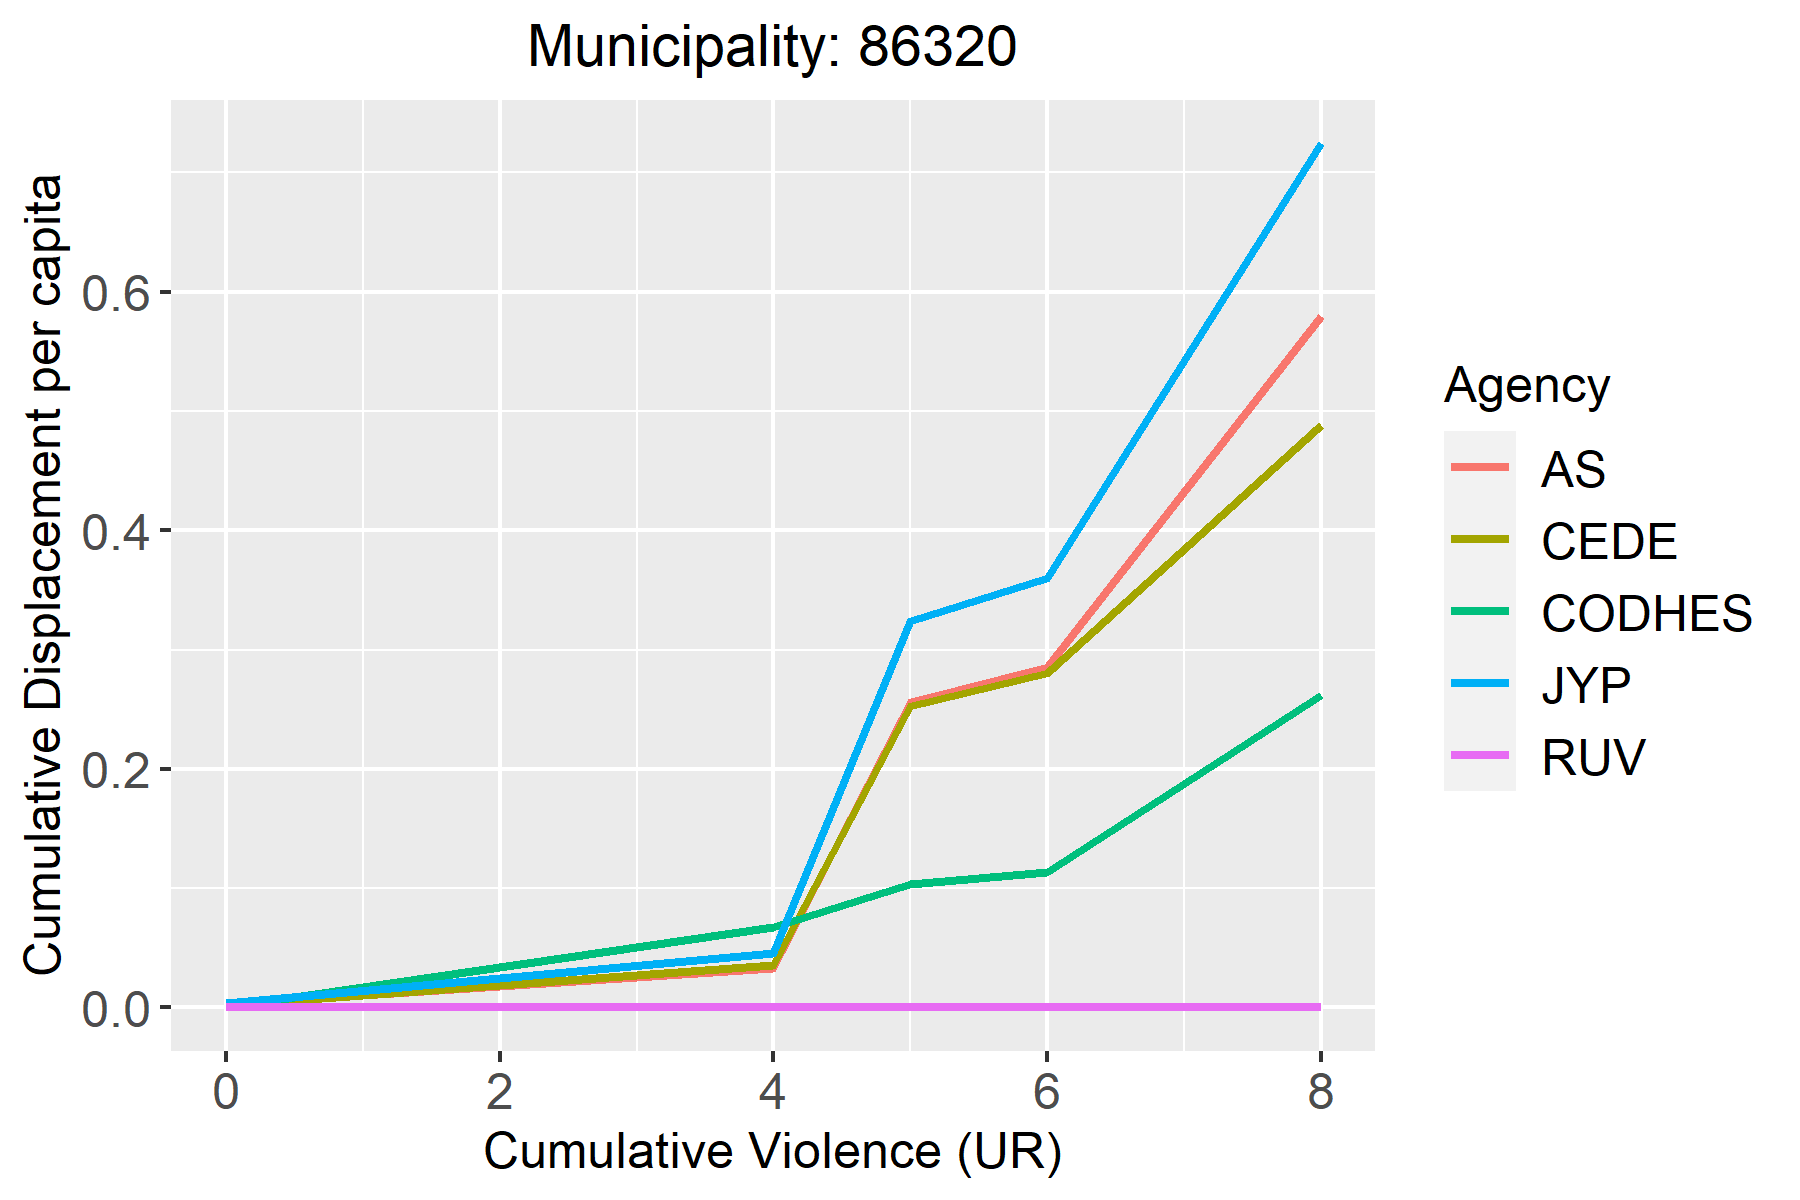 Municipality: 86320
Cumulative Displacement per capita
0.6
0.4
0.2
0.0
0 2 4 6 8
Cumulative Violence (UR)
Agency
AS
CEDE
CODHES
JYP
RUV